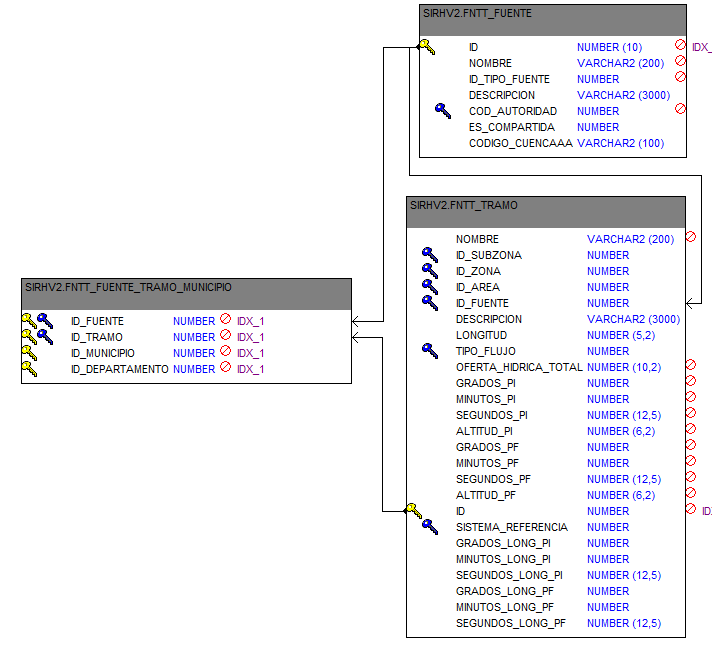 SIRHV2.FNTT_FUENTE
ID NUMBER (10) IDX_
NOMBRE VARCHAR2 (200)
ID_TIPO_FUENTE NUMBER
DESCRIPCION VARCHAR2 (3000)
COD_AUTORIDAD NUMBER
ES_COMPARTIDA NUMBER
CODIGO_CUENCAAA VARCHAR2 (100)
SIRHV2.FNTT_TRAMO
NOMBRE VARCHAR2 (200)
ID_SUBZONA NUMBER
ID_ZONA NUMBER
ID_AREA NUMBER
ID_FUENTE NUMBER
DESCRIPCION VARCHAR2 (3000)
LONGITUD NUMBER (5,2)
TIPO_FLUJO NUMBER
OFERTA_HIDRICA_TOTAL NUMBER (10,2)
GRADOS_PI NUMBER
MINUTOS_PI NUMBER
SEGUNDOS_PI NUMBER (12,5)
ALTITUD_PI NUMBER (6,2)
GRADOS_PF NUMBER
MINUTOS_PF NUMBER
SEGUNDOS_PF NUMBER (12,5)
ALTITUD_PF NUMBER (6,2)
ID NUMBER ID
SISTEMA_REFERENCIA NUMBER
GRADOS_LONG_PI NUMBER
MINUTOS_LONG_PI NUMBER
SEGUNDOS_LONG_PI NUMBER (12,5)
GRADOS_LONG_PF NUMBER
MINUTOS_LONG_PF NUMBER
SEGUNDOS_LONG_PF NUMBER (12,5)
SIRHV2.FNTT_FUENTE_TRAMO_MUNICIPIO
ID_FUENTE NUMBER IDX_1
ID_TRAMO NUMBER IDX_1
ID_MUNICIPIO NUMBER IDX_1
ID_DEPARTAMENTO NUMBER IDX_1